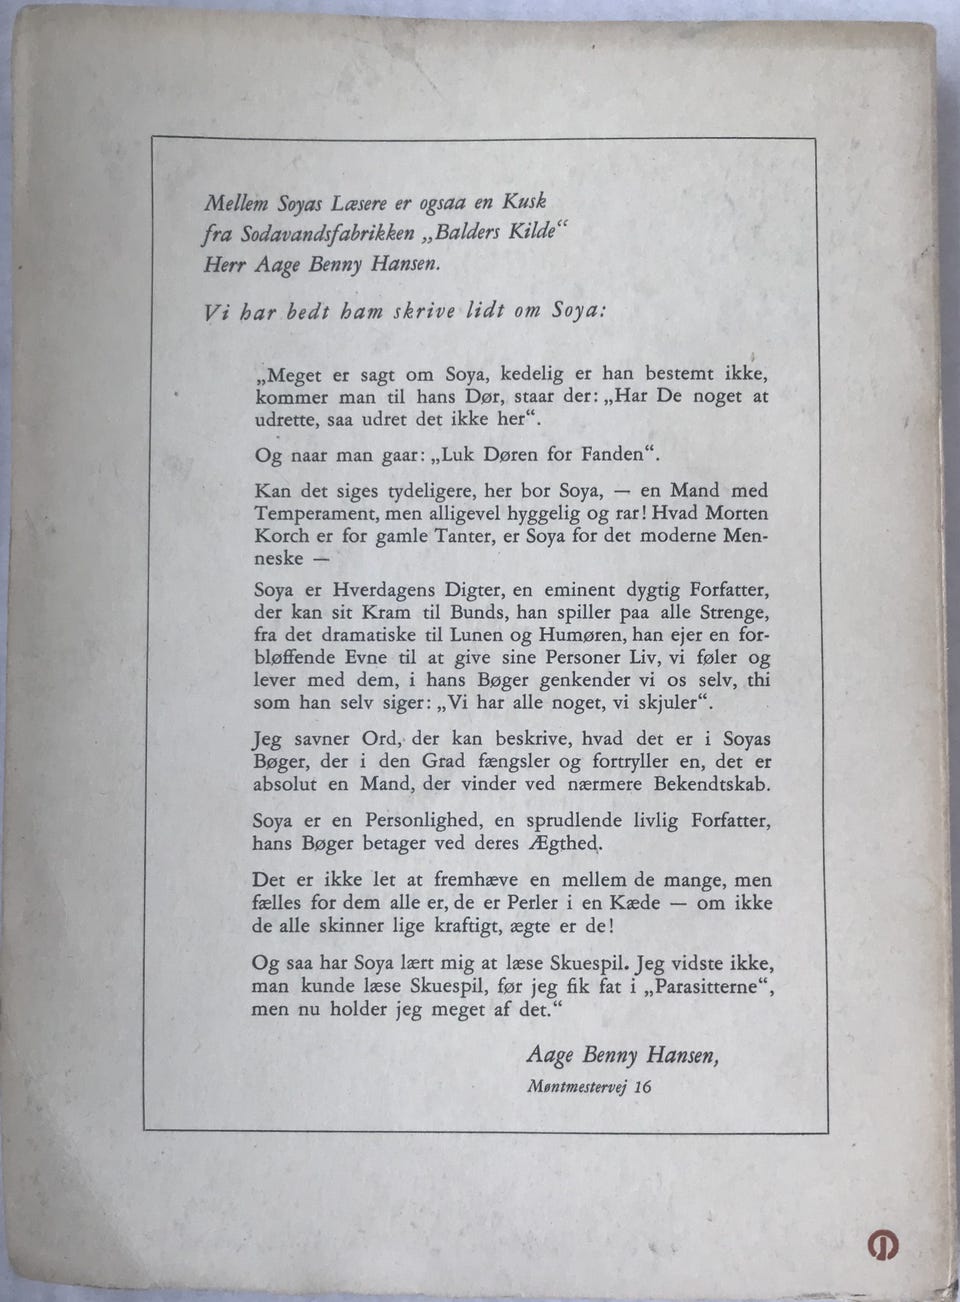 Mellem Soyas Læsere er ogsaa en Kusk
fra Sodavandsfabrikken „Balders Kilde“
Herr Aage Benny Hansen.
Vi har bedt ham skrive lidt om Soya:
„Meget er sagt om Soya, kedelig er han bestemt ikke,
kommer man til hans Dør, staar der: „Har De noget at
udrette, saa udret det ikke her“.
Og naar man gaar: „Luk Døren for Fanden“.
Kan det siges tydeligere, her bor Soya, — en Mand med
Temperament, men alligevel hyggelig og rar! Hvad Morten
Korch er for gamle Tanter, er Soya for det moderne Men-
neske —
Soya er Hverdagens Digter, en eminent dygtig Forfatter,
der kan sit Kram til Bunds, han spiller paa alle Strenge,
fra det dramatiske til Lunen og Humøren, han ejer en for-
bløffende Evne til at give sine Personer Liv, vi føler og
lever med dem, i hans Bøger genkender vi os selv, thi
som han selv siger: „Vi har alle noget, vi skjuler“.
Jeg savner Ord, der kan beskrive, hvad det er i Soyas
Bøger, der i den Grad fængsler og fortryller en, det er
absolut en Mand, der vinder ved nærmere Bekendtskab.
Soya er en Personlighed, en sprudlende livlig Forfatter,
hans Bøger betager ved deres Ægthed.
Det er ikke let at fremhæve en mellem de mange, men
fælles for dem alle er, de er Perler i en Kæde — om ikke
de alle skinner lige kraftigt, ægte er de!
Og saa har Soya lært mig at læse Skuespil. Jeg vidste ikke,
man kunde læse Skuespil, før jeg fik fat i „Parasitterne“,
men nu holder jeg meget af det.“
Aage Benny Hansen,
Møntmestervej 16